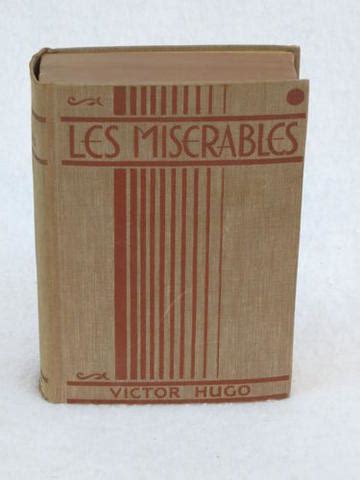 LES MISERABLES
VICTOR HUGO